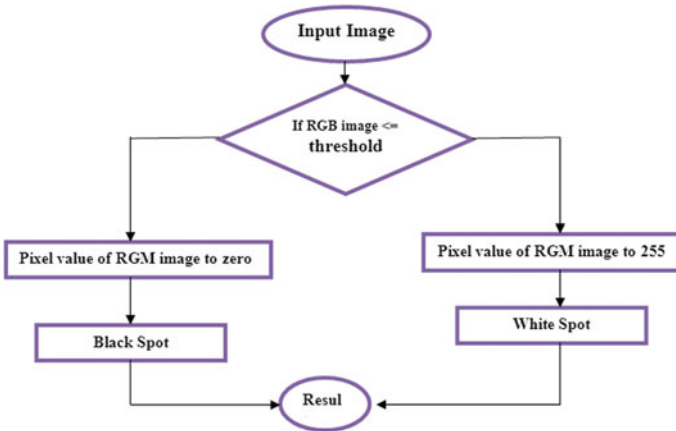 Input Image
If RGB image <=
threshold
Pixel value of RGM image to zero
Pixel value of RGM image to 255
Black Spot
White Spot
Resul